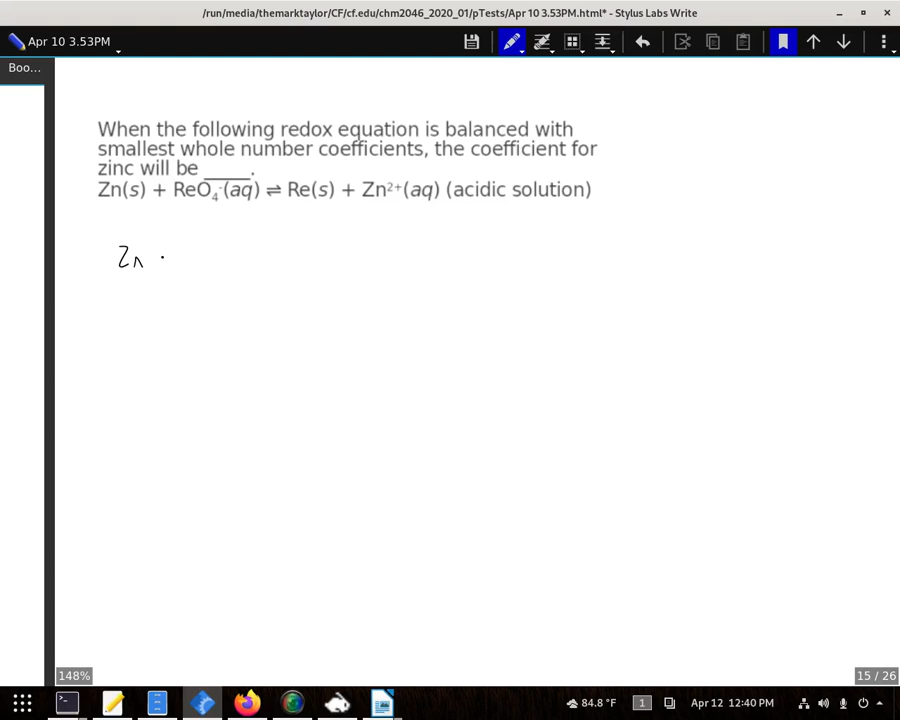 /run/media/themarktaylor/CF/cf.edu/chm2046_2020_01/pTests/Apr 10 3.53PM.html* - Stylus Labs Write
Apr 10 3.53PM
Boo...
When the following redox equation is balanced with
smallest whole number coefficients, the coefficient for
zinc will be _____.
Zn(s) + ReO₄⁻(aq) ⇌ Re(s) + Zn²⁺(aq) (acidic solution)
Zn
148%
15 / 26
84.8 °F 1 Apr 12 12:40 PM